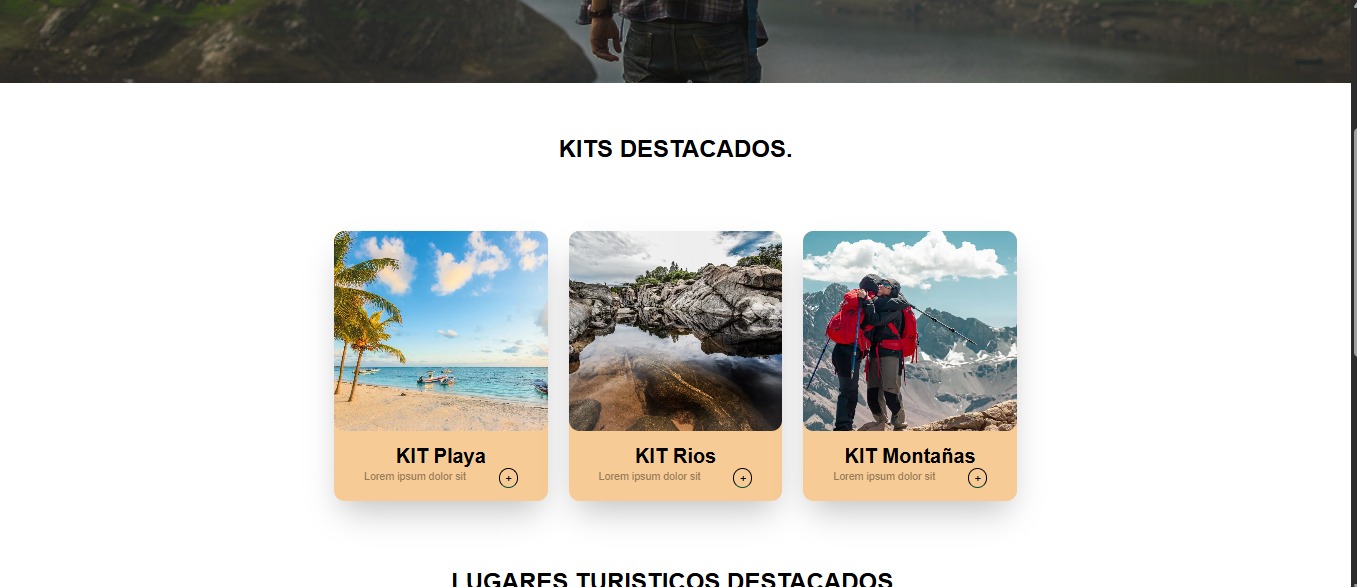 KITS DESTACADOS.
KIT Playa
Lorem ipsum dolor sit
+
KIT Rios
Lorem ipsum dolor sit
+
KIT Montañas
Lorem ipsum dolor sit
+
LUGARES TURISTICOS DESTACADOS